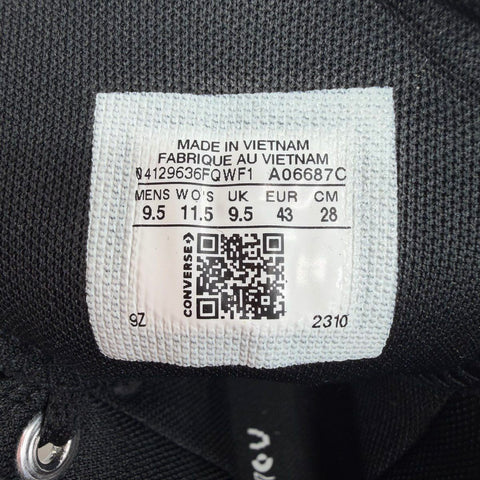 MADE IN VIETNAM
FABRIQUE AU VIETNAM
04129636FQWF1 A06687C
MENS WO'S UK EUR CM
9.5 11.5 9.5 43 28
CONVERSE
9Z 2310
YOU